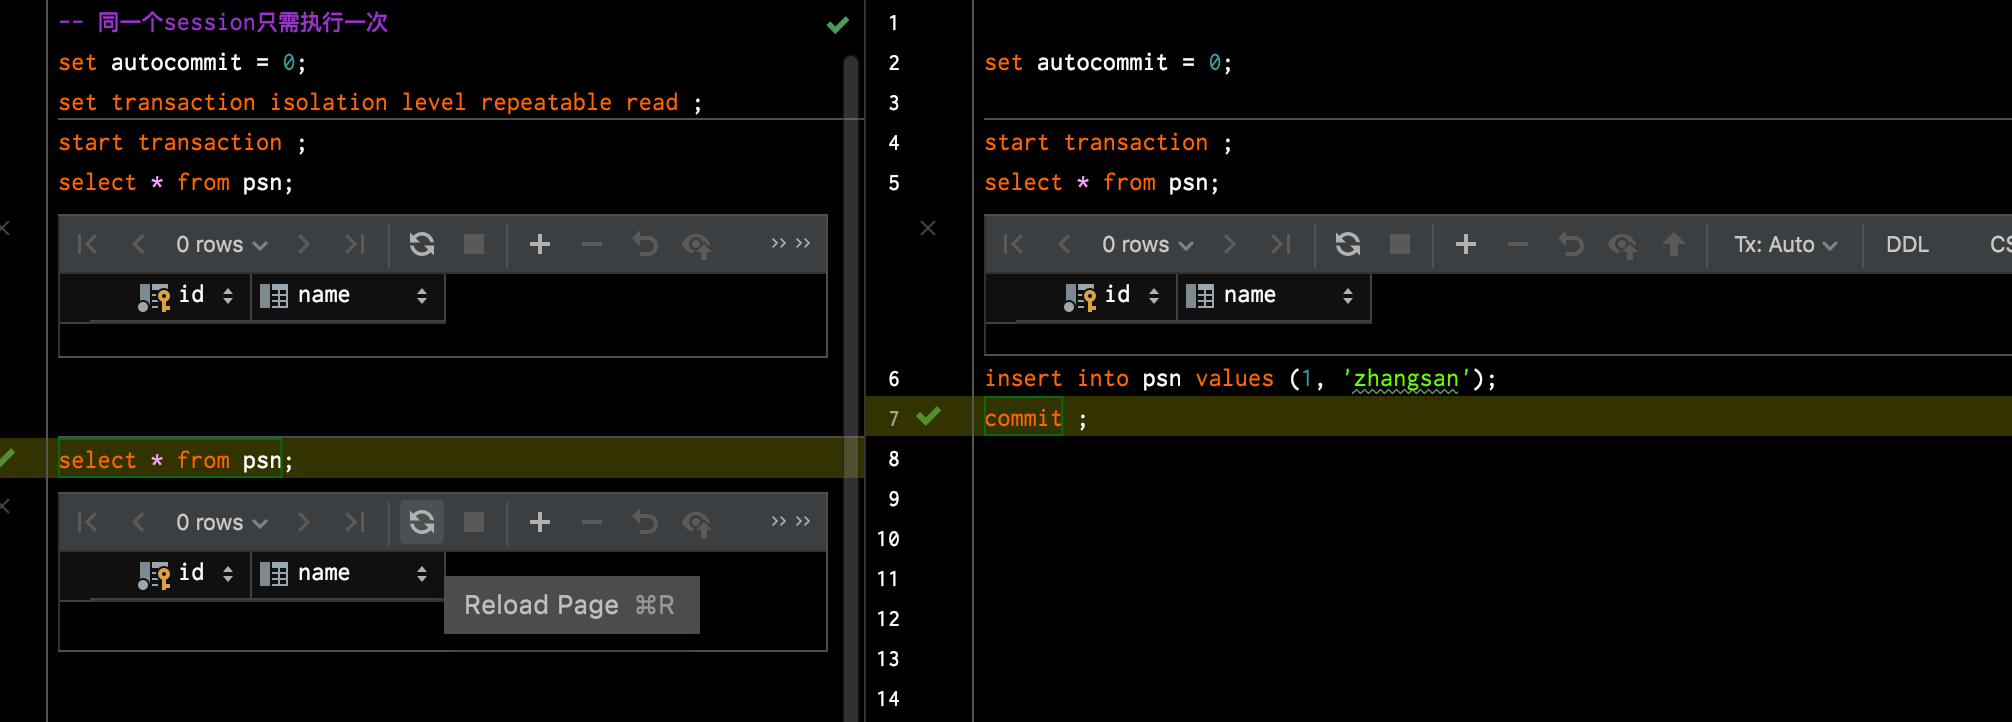 -- 同一个session只需执行一次
set autocommit = 0;
set transaction isolation level repeatable read ;
start transaction ;
select * from psn;
0 rows
id name
select * from psn;
0 rows
id name
Reload Page ⌘R
1
2 set autocommit = 0;
3
4 start transaction ;
5 select * from psn;
0 rows Tx: Auto DDL CS
id name
6 insert into psn values (1, 'zhangsan');
7 commit ;
8
9
10
11
12
13
14